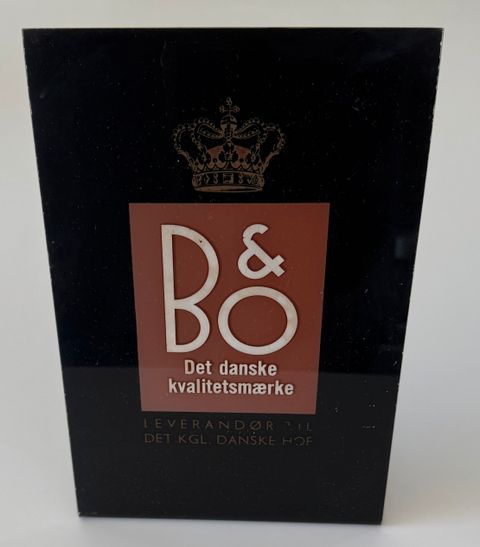 B&O
Det danske
kvalitetsmærke
LEVERANDØR TIL
DET KGL. DANSKE HOF